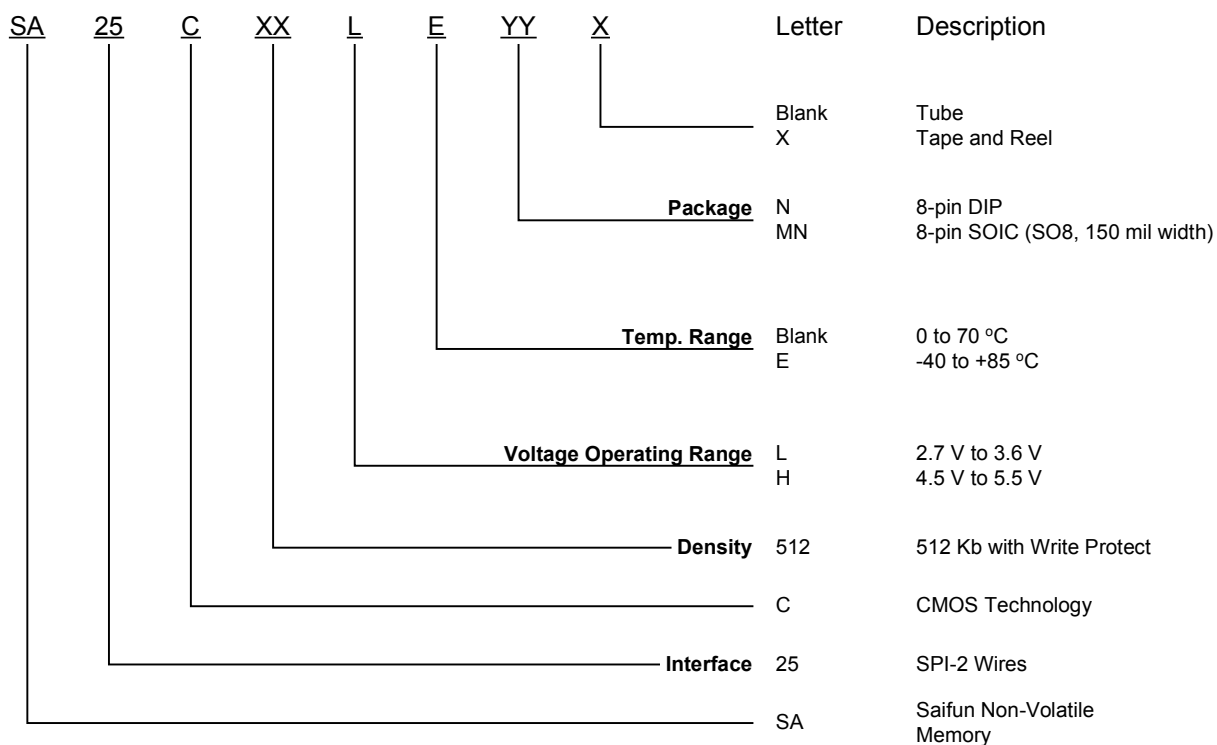 SA 25 C XX L E YY X Letter Description
Blank Tube
X Tape and Reel
Package N 8-pin DIP
MN 8-pin SOIC (SO8, 150 mil width)
Temp. Range Blank 0 to 70 ºC
E -40 to +85 ºC
Voltage Operating Range L 2.7 V to 3.6 V
H 4.5 V to 5.5 V
Density 512 512 Kb with Write Protect
C CMOS Technology
Interface 25 SPI-2 Wires
SA Saifun Non-Volatile
Memory